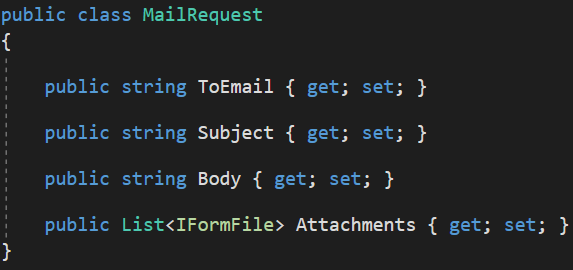 public class MailRequest
{
public string ToEmail { get; set; }
public string Subject { get; set; }
public string Body { get; set; }
public List<IFormFile> Attachments { get; set; }
}